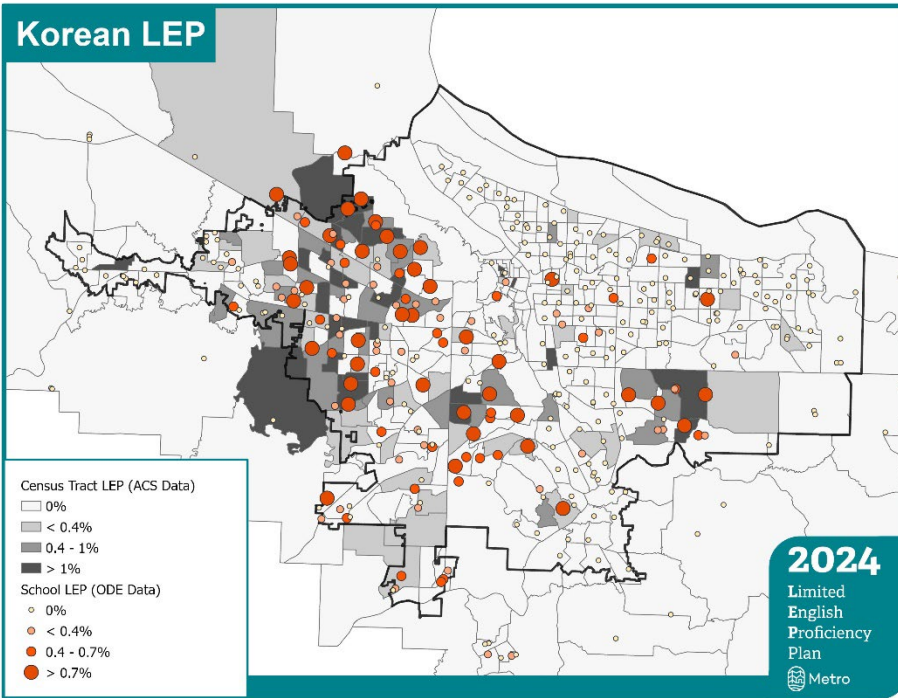 Korean LEP
Census Tract LEP (ACS Data)
0%
< 0.4%
0.4 - 1%
> 1%
School LEP (ODE Data)
0%
< 0.4%
0.4 - 0.7%
> 0.7%
2024
Limited
English
Proficiency
Plan
Metro